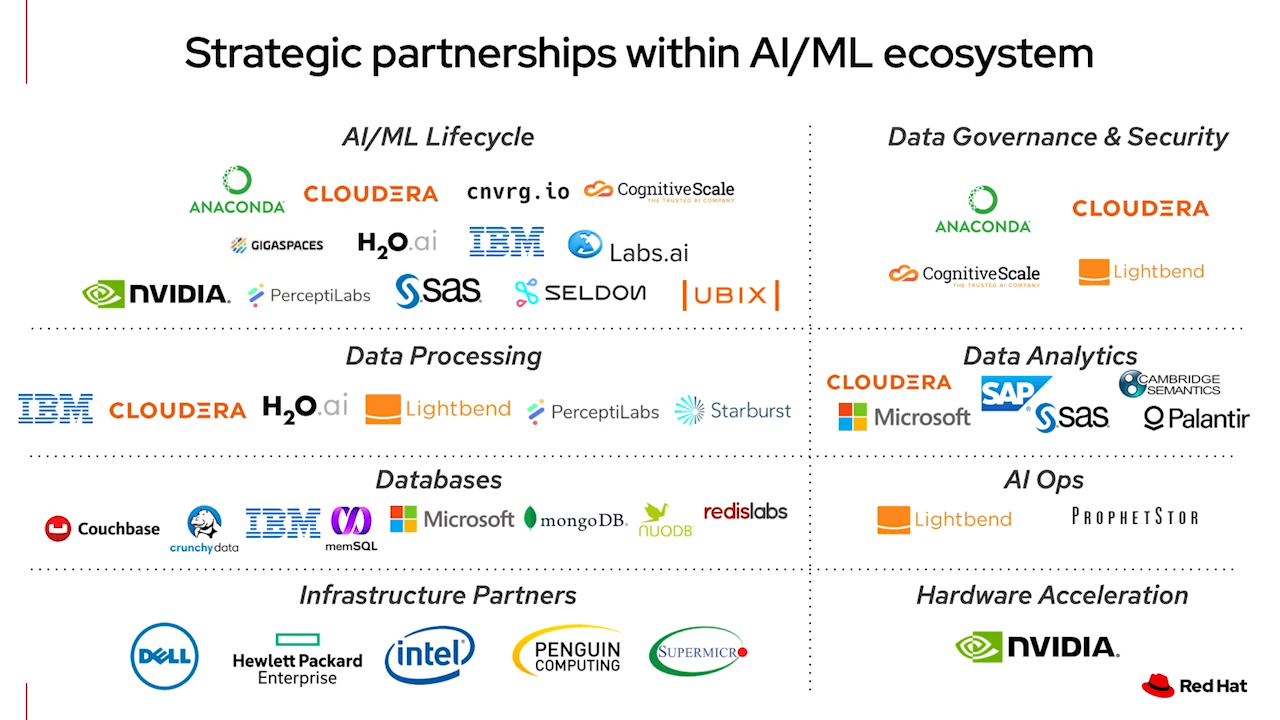 Strategic partnerships within AI/ML ecosystem
AI/ML Lifecycle
ANACONDA
CLOUDERA
cnvrg.io
CognitiveScale
THE TRUSTED AI COMPANY
GIGASPACES
H2O.ai
IBM
Labs.ai
NVIDIA.
PerceptiLabs
sas
SELDON
UBIX
Data Governance & Security
ANACONDA
CLOUDERA
CognitiveScale
THE TRUSTED AI COMPANY
Lightbend
Data Processing
IBM
CLOUDERA
H2O.ai
Lightbend
PerceptiLabs
Starburst
Data Analytics
CLOUDERA
SAP
CAMBRIDGE
SEMANTICS
Microsoft
sas
Palantir
Databases
Couchbase
crunchydata
IBM
memSQL
Microsoft
mongoDB
NUODB
redislabs
AI Ops
Lightbend
PROPHETSTOR
Infrastructure Partners
DELL
Hewlett Packard
Enterprise
intel
PENGUIN
COMPUTING
SUPERMICRO
Hardware Acceleration
NVIDIA.
Red Hat